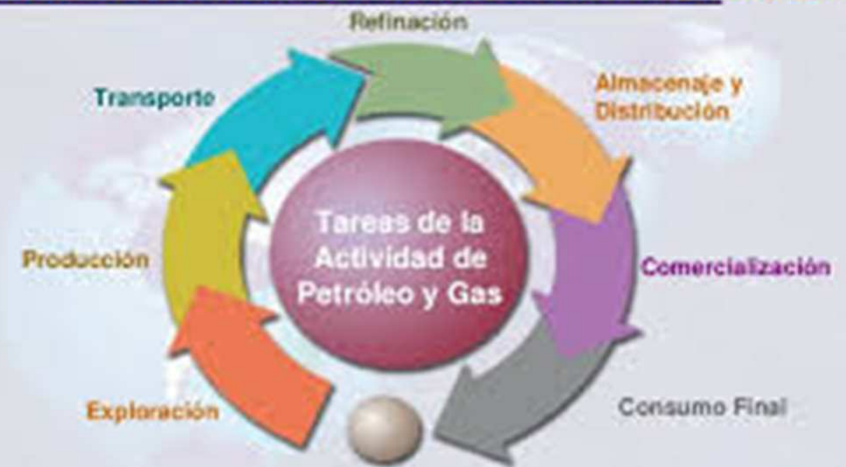 Refinación
Transporte
Almacenaje y
Distribución
Tareas de la
Actividad de
Petróleo y Gas
Producción
Comercialización
Exploración
Consumo Final